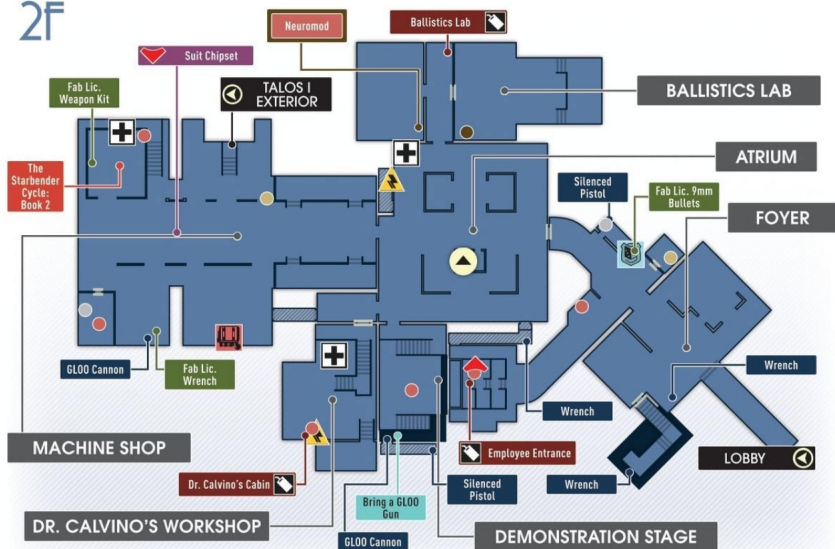 2F
Suit Chipset
Neuromod
Ballistics Lab
Fab Lic.
Weapon Kit
TALOS I
EXTERIOR
BALLISTICS LAB
The
Starbender
Cycle:
Book 2
Silenced
Pistol
Fab Lic. 9mm
Bullets
ATRIUM
FOYER
GLOO Cannon
Fab Lic.
Wrench
Wrench
Wrench
MACHINE SHOP
Employee Entrance
LOBBY
Dr. Calvino's Cabin
Bring a GLOO
Gun
Silenced
Pistol
Wrench
DR. CALVINO'S WORKSHOP
GLOO Cannon
DEMONSTRATION STAGE